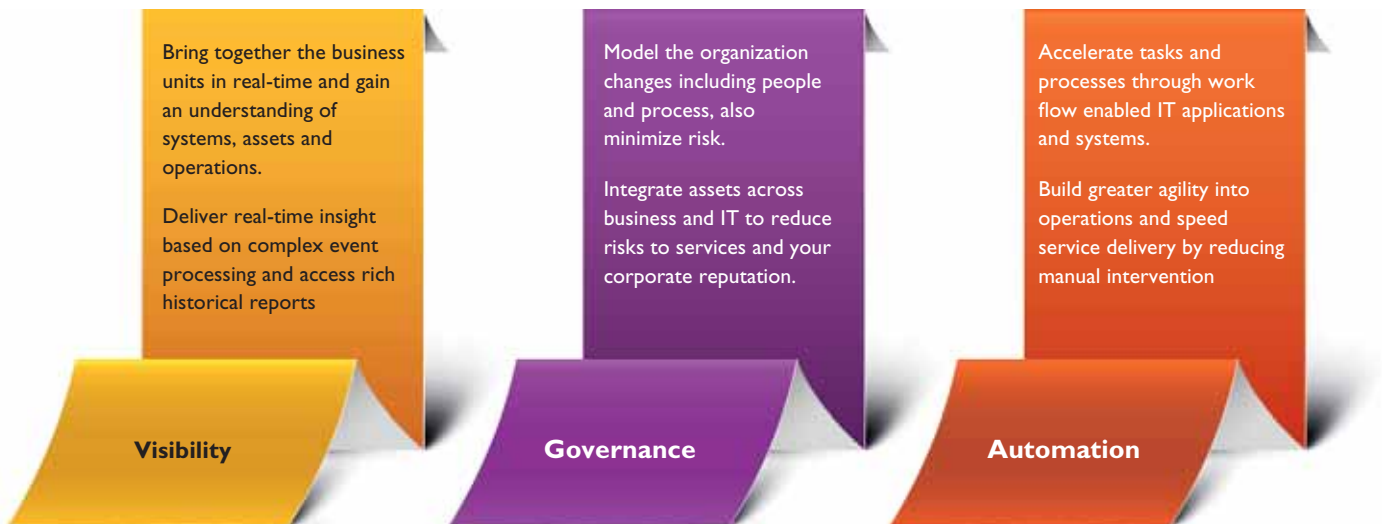 Bring together the business
units in real-time and gain
an understanding of
systems, assets and
operations.
Deliver real-time insight
based on complex event
processing and access rich
historical reports
Visibility
Model the organization
changes including people
and process, also
minimize risk.
Integrate assets across
business and IT to reduce
risks to services and your
corporate reputation.
Governance
Accelerate tasks and
processes through work
flow enabled IT applications
and systems.
Build greater agility into
operations and speed
service delivery by reducing
manual intervention
Automation